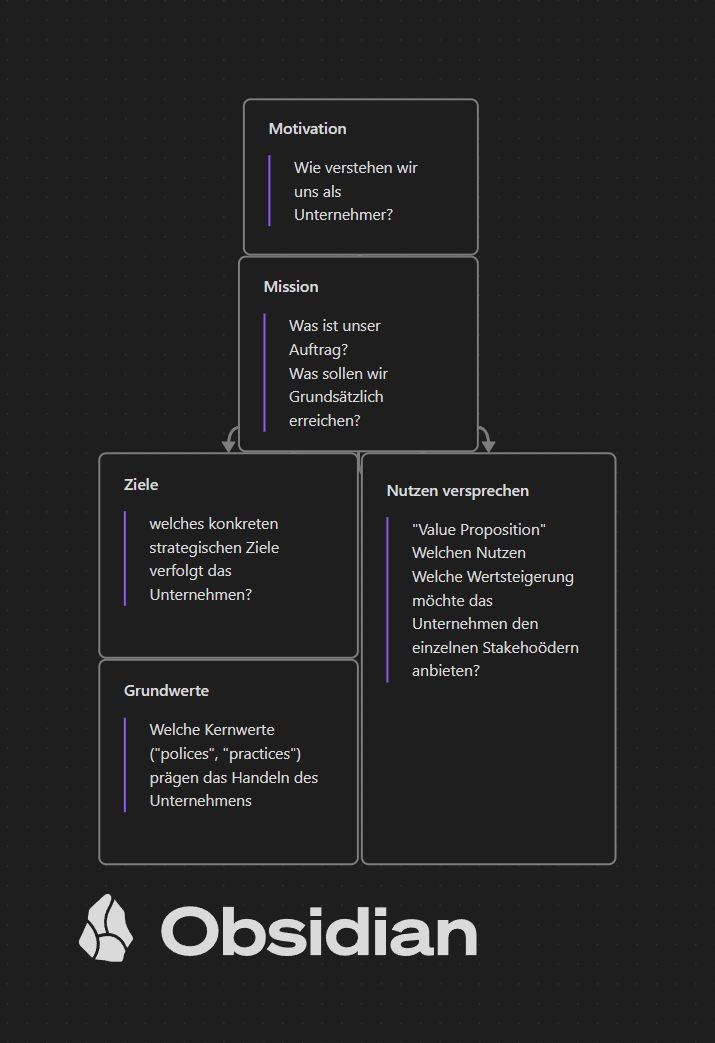 Motivation
Wie verstehen wir
uns als
Unternehmer?
Mission
Was ist unser
Auftrag?
Was sollen wir
Grundsätzlich
erreichen?
Ziele
welches konkreten
strategischen Ziele
verfolgt das
Unternehmen?
Nutzen versprechen
"Value Proposition"
Welchen Nutzen
Welche Wertsteigerung
möchte das
Unternehmen den
einzelnen Stakehoödern
anbieten?
Grundwerte
Welche Kernwerte
("polices", "practices")
prägen das Handeln des
Unternehmens
Obsidian